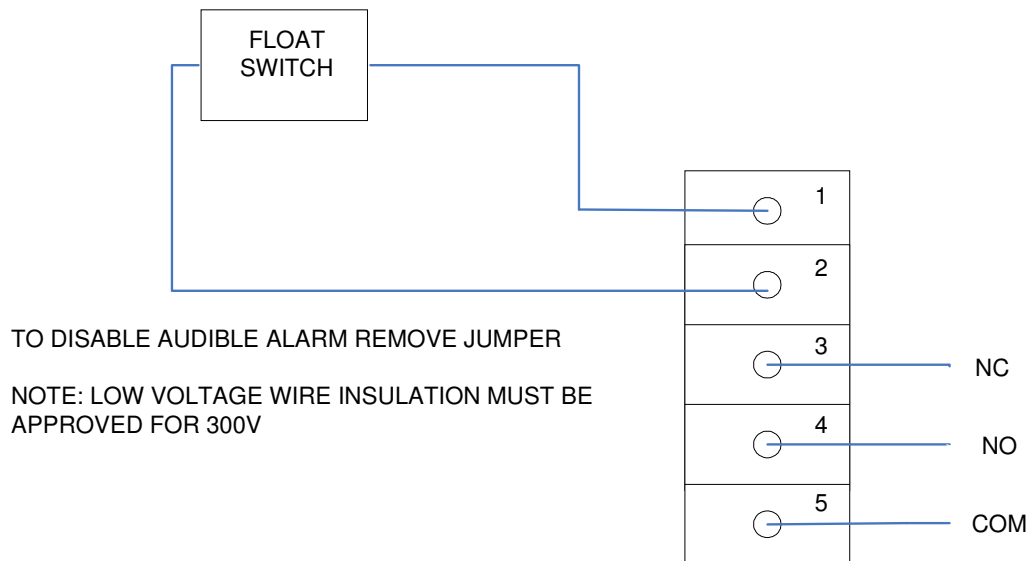 FLOAT
SWITCH
1
2
TO DISABLE AUDIBLE ALARM REMOVE JUMPER
3
NC
NOTE: LOW VOLTAGE WIRE INSULATION MUST BE
APPROVED FOR 300V
4
NO
5
COM